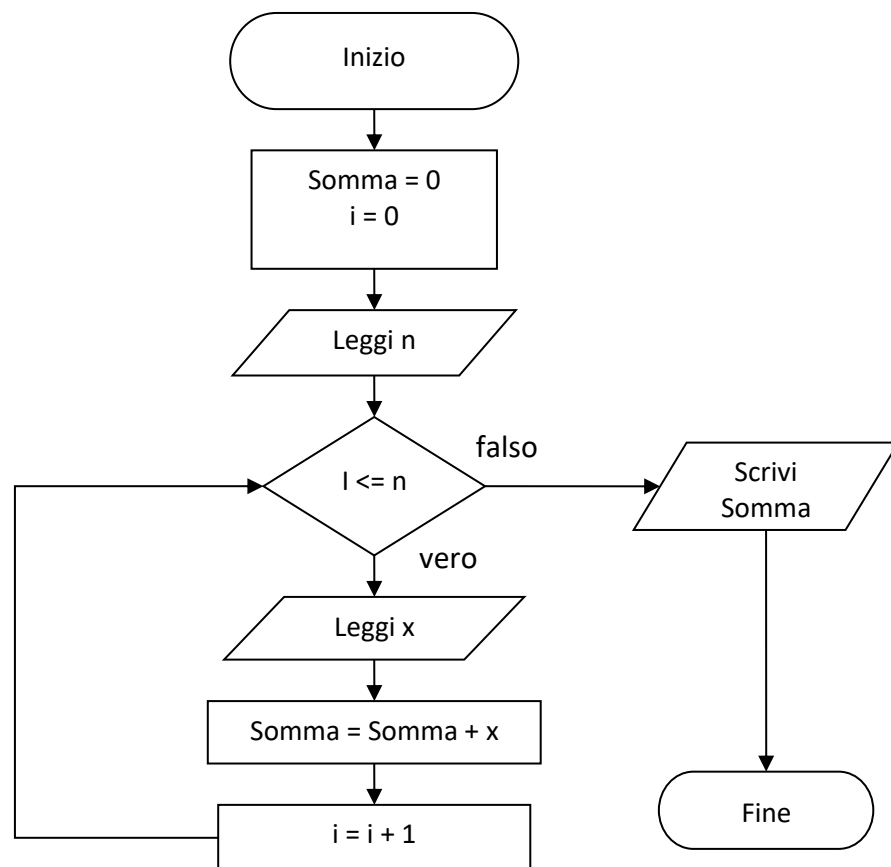 Inizio
Somma = 0
i = 0
Leggi n
falso
I <= n
Scrivi
Somma
vero
Leggi x
Somma = Somma + x
i = i + 1
Fine